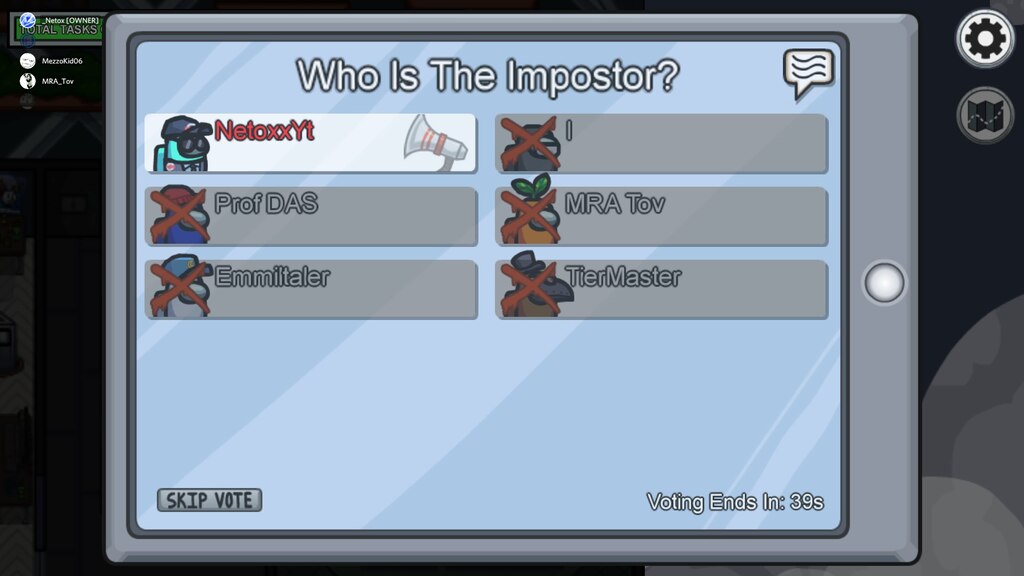 _Netox [OWNER]
TOTAL TASKS
MezzoKid06
MRA_Tov
Who Is The Impostor?
NetoxxYt
I
Prof DAS
MRA Tov
Emmiltaler
TierMaster
SKIP VOTE
Voting Ends In: 39s